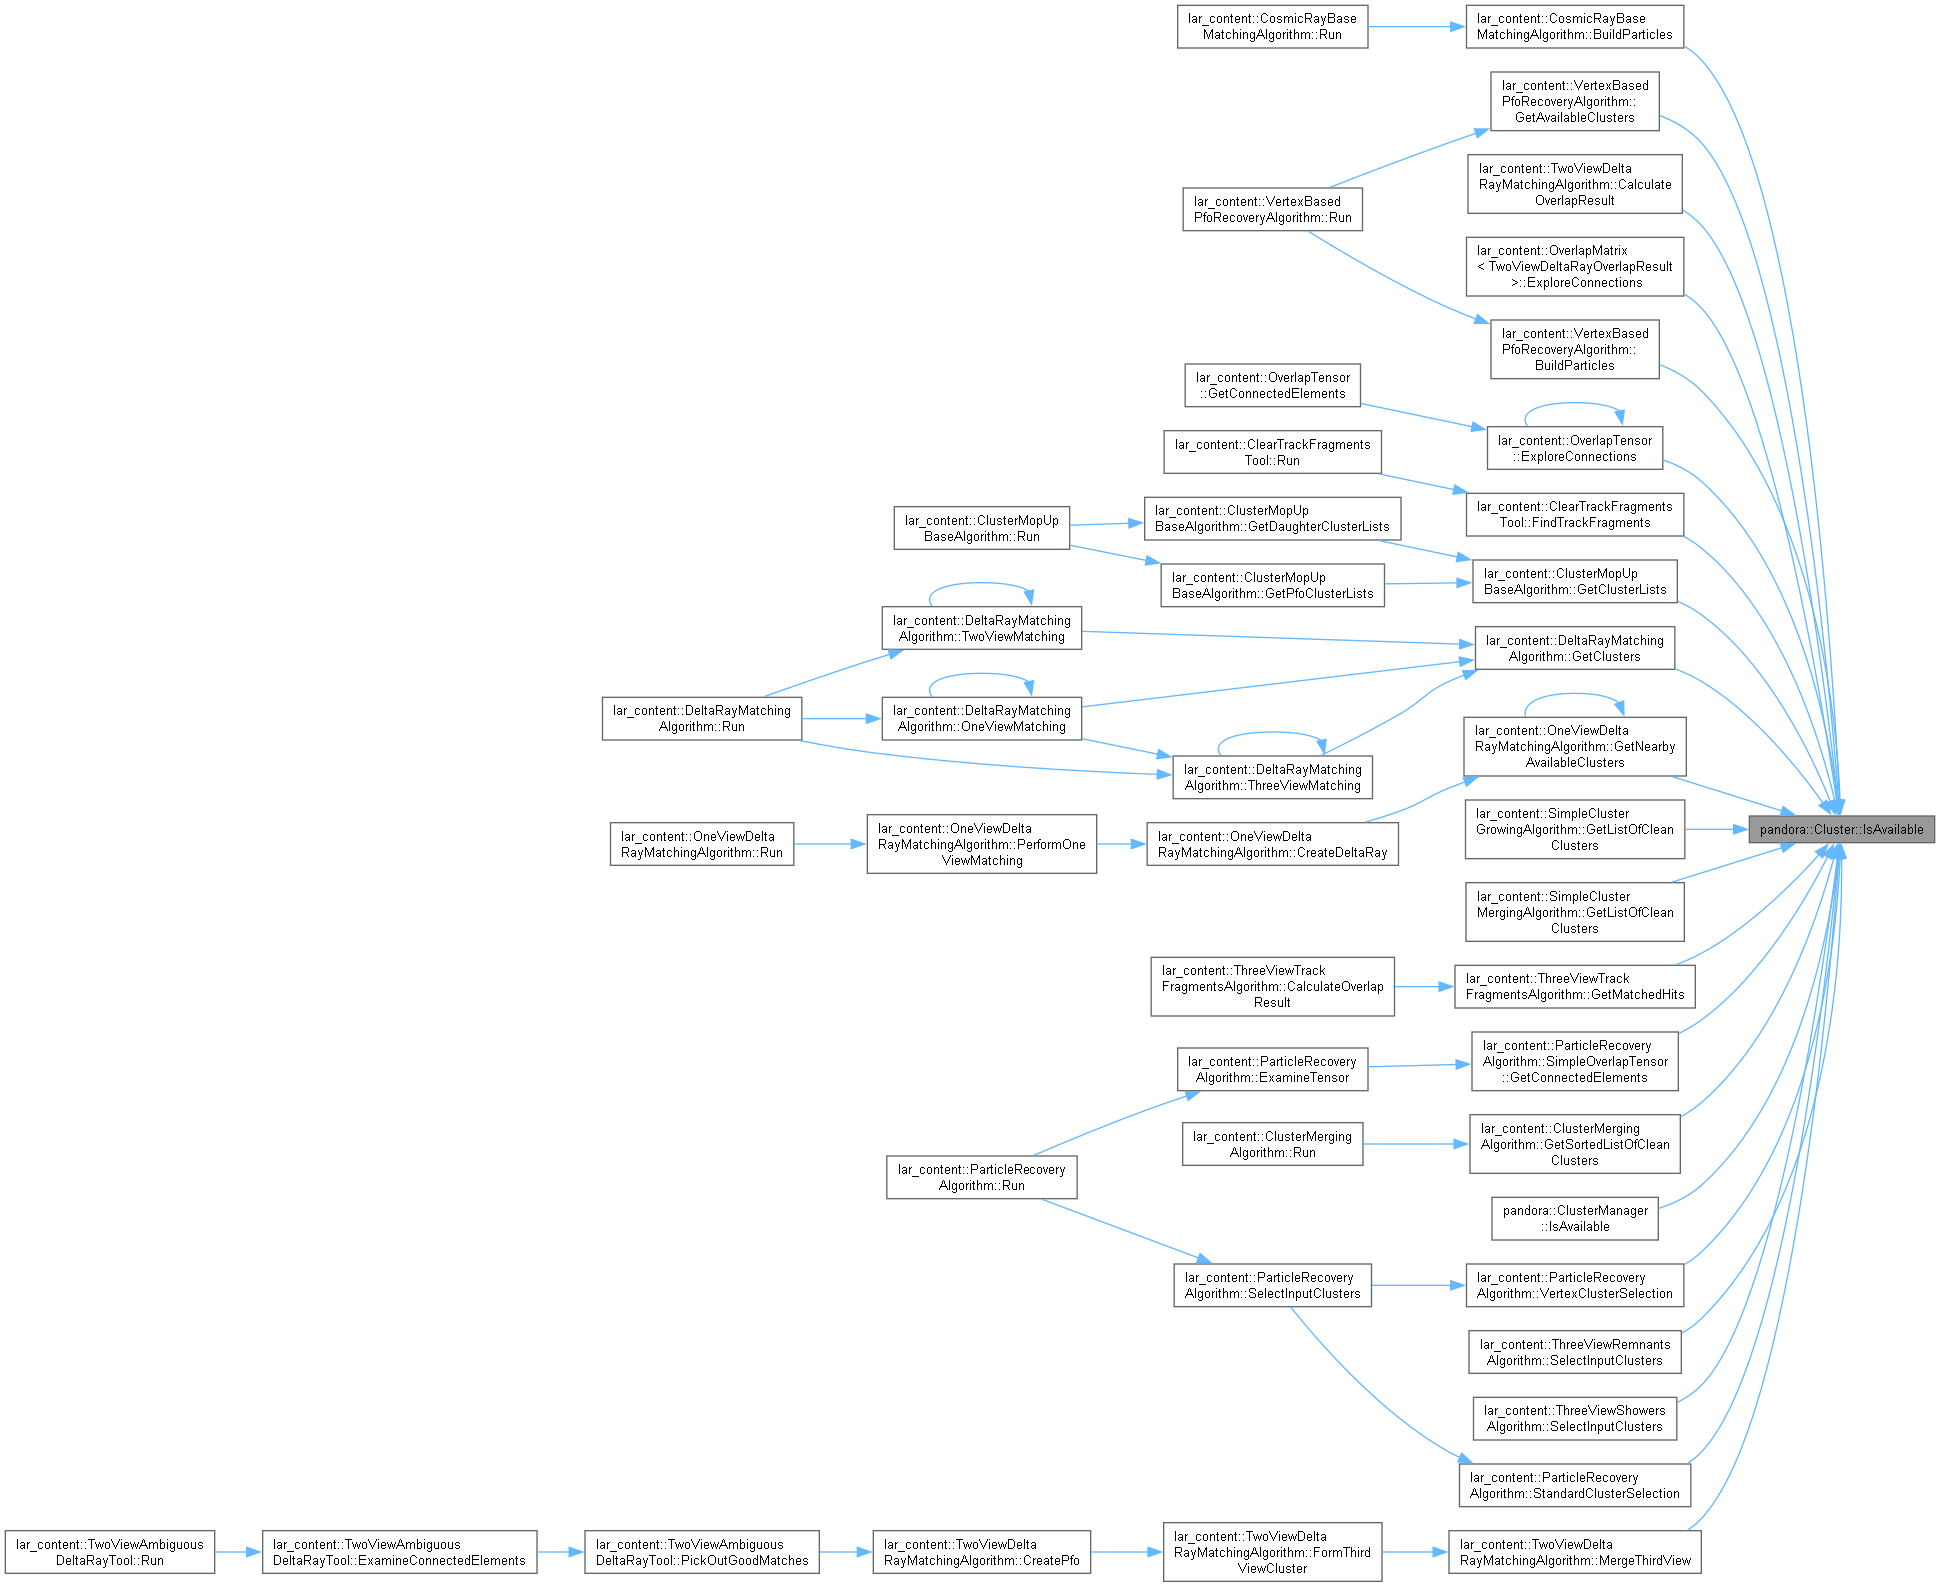 lar_content::CosmicRayBase
MatchingAlgorithm::Run
lar_content::CosmicRayBase
MatchingAlgorithm::BuildParticles
lar_content::VertexBased
PfoRecoveryAlgorithm::
GetAvailableClusters
lar_content::TwoViewDelta
RayMatchingAlgorithm::Calculate
OverlapResult
lar_content::VertexBased
PfoRecoveryAlgorithm::Run
lar_content::OverlapMatrix
< TwoViewDeltaRayOverlapResult
>::ExploreConnections
lar_content::VertexBased
PfoRecoveryAlgorithm::
BuildParticles
lar_content::OverlapTensor
::GetConnectedElements
lar_content::OverlapTensor
::ExploreConnections
lar_content::ClearTrackFragments
Tool::Run
lar_content::ClearTrackFragments
Tool::FindTrackFragments
lar_content::ClusterMopUp
BaseAlgorithm::Run
lar_content::ClusterMopUp
BaseAlgorithm::GetDaughterClusterLists
lar_content::ClusterMopUp
BaseAlgorithm::GetPfoClusterLists
lar_content::ClusterMopUp
BaseAlgorithm::GetClusterLists
lar_content::DeltaRayMatching
Algorithm::TwoViewMatching
lar_content::DeltaRayMatching
Algorithm::GetClusters
lar_content::DeltaRayMatching
Algorithm::Run
lar_content::DeltaRayMatching
Algorithm::OneViewMatching
lar_content::DeltaRayMatching
Algorithm::ThreeViewMatching
lar_content::OneViewDelta
RayMatchingAlgorithm::GetNearby
AvailableClusters
lar_content::OneViewDelta
RayMatchingAlgorithm::Run
lar_content::OneViewDelta
RayMatchingAlgorithm::PerformOne
ViewMatching
lar_content::OneViewDelta
RayMatchingAlgorithm::CreateDeltaRay
lar_content::SimpleCluster
GrowingAlgorithm::GetListOfClean
Clusters
pandora::Cluster::IsAvailable
lar_content::SimpleCluster
MergingAlgorithm::GetListOfClean
Clusters
lar_content::ThreeViewTrack
FragmentsAlgorithm::CalculateOverlap
Result
lar_content::ThreeViewTrack
FragmentsAlgorithm::GetMatchedHits
lar_content::ParticleRecovery
Algorithm::ExamineTensor
lar_content::ParticleRecovery
Algorithm::SimpleOverlapTensor
::GetConnectedElements
lar_content::ClusterMerging
Algorithm::Run
lar_content::ClusterMerging
Algorithm::GetSortedListOfClean
Clusters
lar_content::ParticleRecovery
Algorithm::Run
pandora::ClusterManager
::IsAvailable
lar_content::ParticleRecovery
Algorithm::SelectInputClusters
lar_content::ParticleRecovery
Algorithm::VertexClusterSelection
lar_content::ThreeViewRemnants
Algorithm::SelectInputClusters
lar_content::ThreeViewShowers
Algorithm::SelectInputClusters
lar_content::ParticleRecovery
Algorithm::StandardClusterSelection
lar_content::TwoViewAmbiguous
DeltaRayTool::Run
lar_content::TwoViewAmbiguous
DeltaRayTool::ExamineConnectedElements
lar_content::TwoViewAmbiguous
DeltaRayTool::PickOutGoodMatches
lar_content::TwoViewDelta
RayMatchingAlgorithm::CreatePfo
lar_content::TwoViewDelta
RayMatchingAlgorithm::FormThird
ViewCluster
lar_content::TwoViewDelta
RayMatchingAlgorithm::MergeThirdView